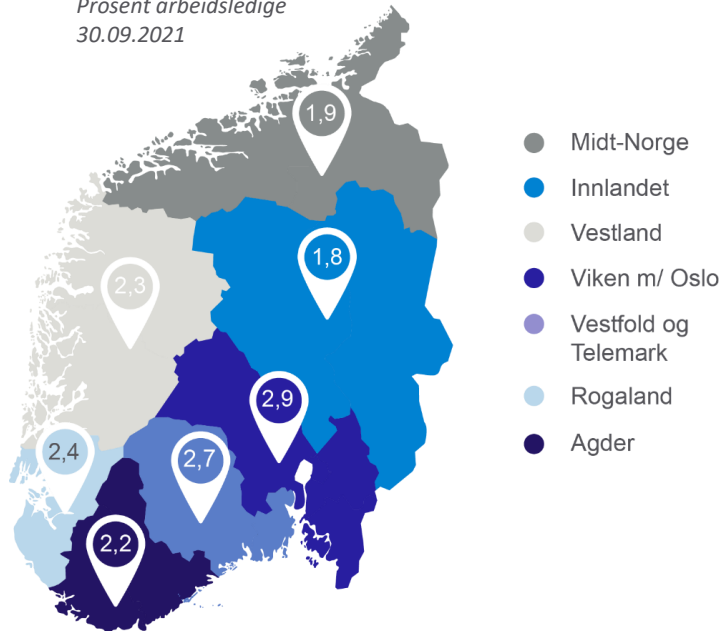 Prosent arbeidsledige
30.09.2021
1,9
1,8
2,3
2,9
2,4
2,7
2,2
Midt-Norge
Innlandet
Vestland
Viken m/ Oslo
Vestfold og
Telemark
Rogaland
Agder